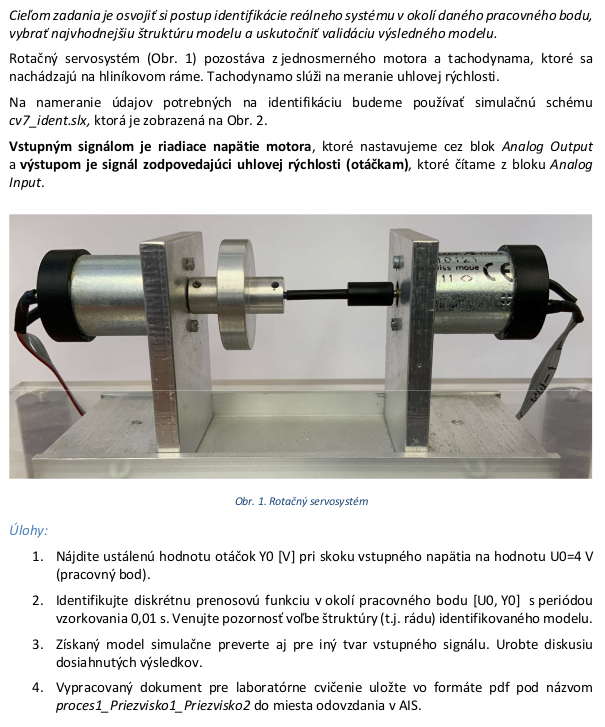 Cieľom zadania je osvojiť si postup identifikácie reálneho systému v okolí daného pracovného bodu,
vybrať najvhodnejšiu štruktúru modelu a uskutočniť validáciu výsledného modelu.
Rotačný servosystém (Obr. 1) pozostáva z jednosmerného motora a tachodynama, ktoré sa
nachádzajú na hliníkovom ráme. Tachodynamo slúži na meranie uhlovej rýchlosti.
Na nameranie údajov potrebných na identifikáciu budeme používať simulačnú schému
cv7_ident.slx, ktorá je zobrazená na Obr. 2.
Vstupným signálom je riadiace napätie motora, ktoré nastavujeme cez blok Analog Output
a výstupom je signál zodpovedajúci uhlovej rýchlosti (otáčkam), ktoré čítame z bloku Analog
Input.
11 <>
CE
Obr. 1. Rotačný servosystém
Úlohy:
1. Nájdite ustálenú hodnotu otáčok Y0 [V] pri skoku vstupného napätia na hodnotu U0=4 V
(pracovný bod).
2. Identifikujte diskrétnu prenosovú funkciu v okolí pracovného bodu [U0, Y0] s periódou
vzorkovania 0,01 s. Venujte pozornosť voľbe štruktúry (t.j. rádu) identifikovaného modelu.
3. Získaný model simulačne preverte aj pre iný tvar vstupného signálu. Urobte diskusiu
dosiahnutých výsledkov.
4. Vypracovaný dokument pre laboratórne cvičenie uložte vo formáte pdf pod názvom
proces1_Priezvisko1_Priezvisko2 do miesta odovzdania v AIS.